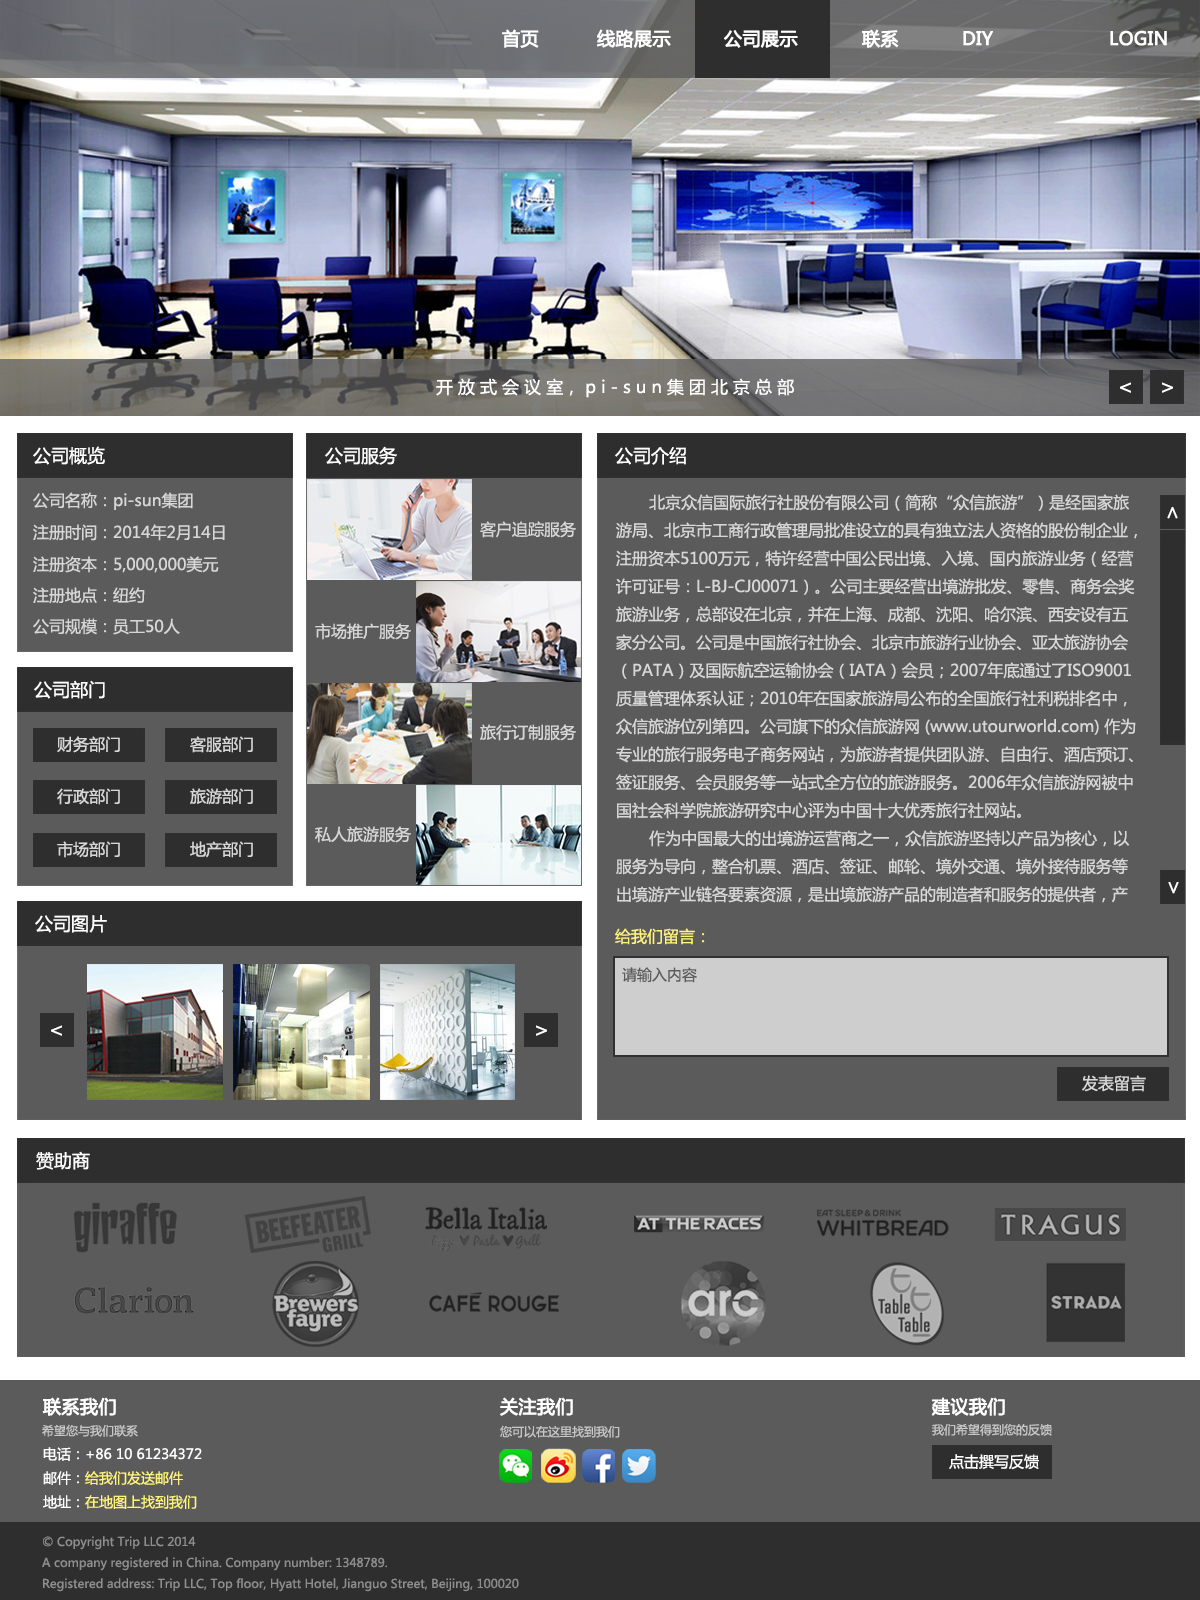 首页 线路展示 公司展示 联系 DIY LOGIN
开放式会议室, pi-sun集团北京总部
< >
公司概览
公司名称：pi-sun集团
注册时间：2014年2月14日
注册资本：5,000,000美元
注册地点：纽约
公司规模：员工50人
公司部门
财务部门 客服部门
行政部门 旅游部门
市场部门 地产部门
公司服务
客户追踪服务
市场推广服务
旅行订制服务
私人旅游服务
公司图片
< >
公司介绍
北京众信国际旅行社股份有限公司（简称“众信旅游”）是经国家旅
游局、北京市工商行政管理局批准设立的具有独立法人资格的股份制企业，
注册资本5100万元，特许经营中国公民出境、入境、国内旅游业务（经营
许可证号：L-BJ-CJ00071）。公司主要经营出境游批发、零售、商务会奖
旅游业务，总部设在北京，并在上海、成都、沈阳、哈尔滨、西安设有五
家分公司。公司是中国旅行社协会、北京市旅游行业协会、亚太旅游协会
（PATA）及国际航空运输协会（IATA）会员；2007年底通过了ISO9001
质量管理体系认证；2010年在国家旅游局公布的全国旅行社利税排名中，
众信旅游位列第四。公司旗下的众信旅游网 (www.utourworld.com) 作为
专业的旅行服务电子商务网站，为旅游者提供团队游、自由行、酒店预订、
签证服务、会员服务等一站式全方位的旅游服务。2006年众信旅游网被中
国社会科学院旅游研究中心评为中国十大优秀旅行社网站。
作为中国最大的出境游运营商之一，众信旅游坚持以产品为核心，以
服务为导向，整合机票、酒店、签证、邮轮、境外交通、境外接待服务等
出境游产业链各要素资源，是出境旅游产品的制造者和服务的提供者，产
给我们留言：
请输入内容
发表留言
赞助商
giraffe
BEEFEATER
GRILL
Bella Italia
Pasta ♥ Grill
AT THE RACES
EAT SLEEP & DRINK
WHITBREAD
TRAGUS
Clarion
Brewers
fayre
CAFÉ ROUGE
arc
Table
Table
STRADA
联系我们
希望您与我们联系
电话：+86 10 61234372
邮件：给我们发送邮件
地址：在地图上找到我们
关注我们
您可以在这里找到我们
建议我们
我们希望得到您的反馈
点击撰写反馈
© Copyright Trip LLC 2014
A company registered in China. Company number: 1348789.
Registered address: Trip LLC, Top floor, Hyatt Hotel, Jianguo Street, Beijing, 100020